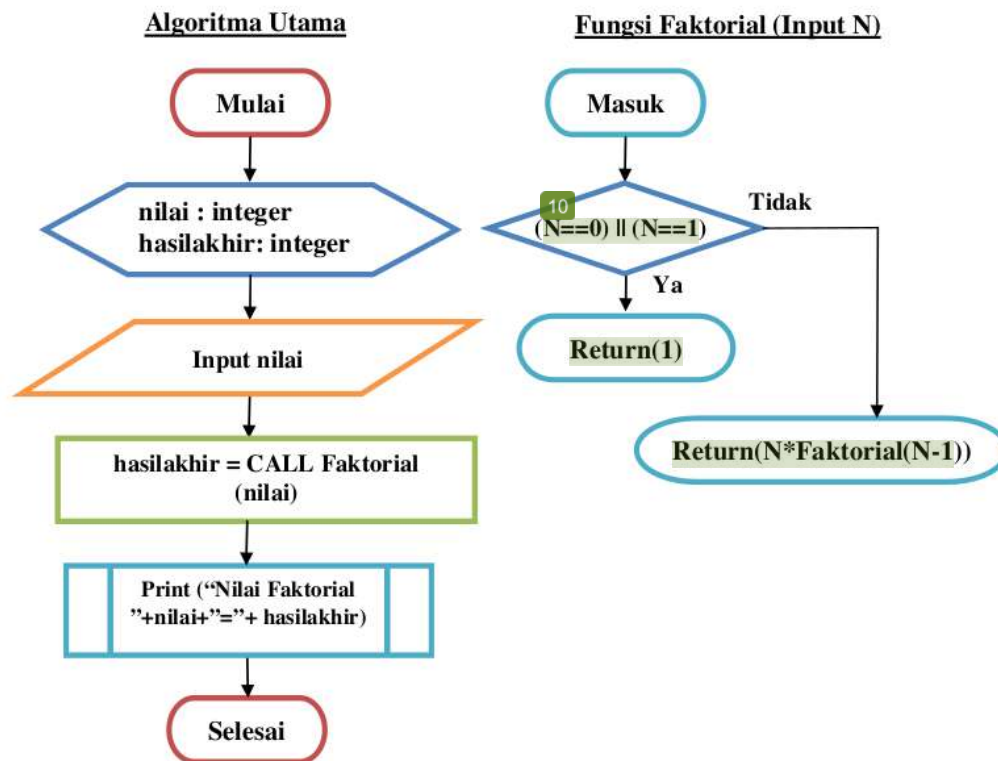 Algoritma Utama
Mulai
nilai : integer
hasilakhir: integer
Input nilai
hasilakhir = CALL Faktorial
(nilai)
Print (“Nilai Faktorial
”+nilai+”=”+ hasilakhir)
Selesai
Fungsi Faktorial (Input N)
Masuk
10
(N==0) || (N==1)
Tidak
Ya
Return(1)
Return(N*Faktorial(N-1))